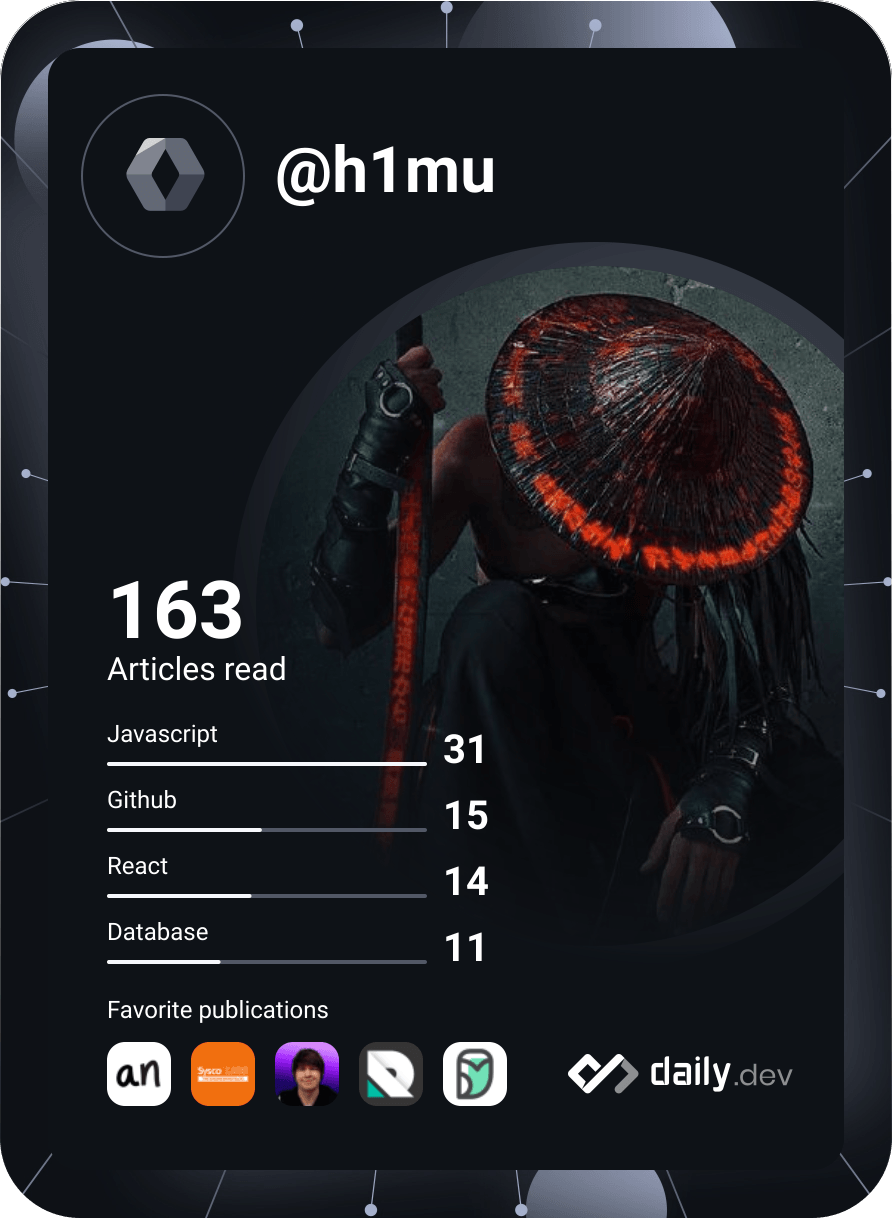 @h1mu
163
Articles read
Javascript
31
Github
15
React
14
Database
11
Favorite publications
an
Sysco
daily.dev